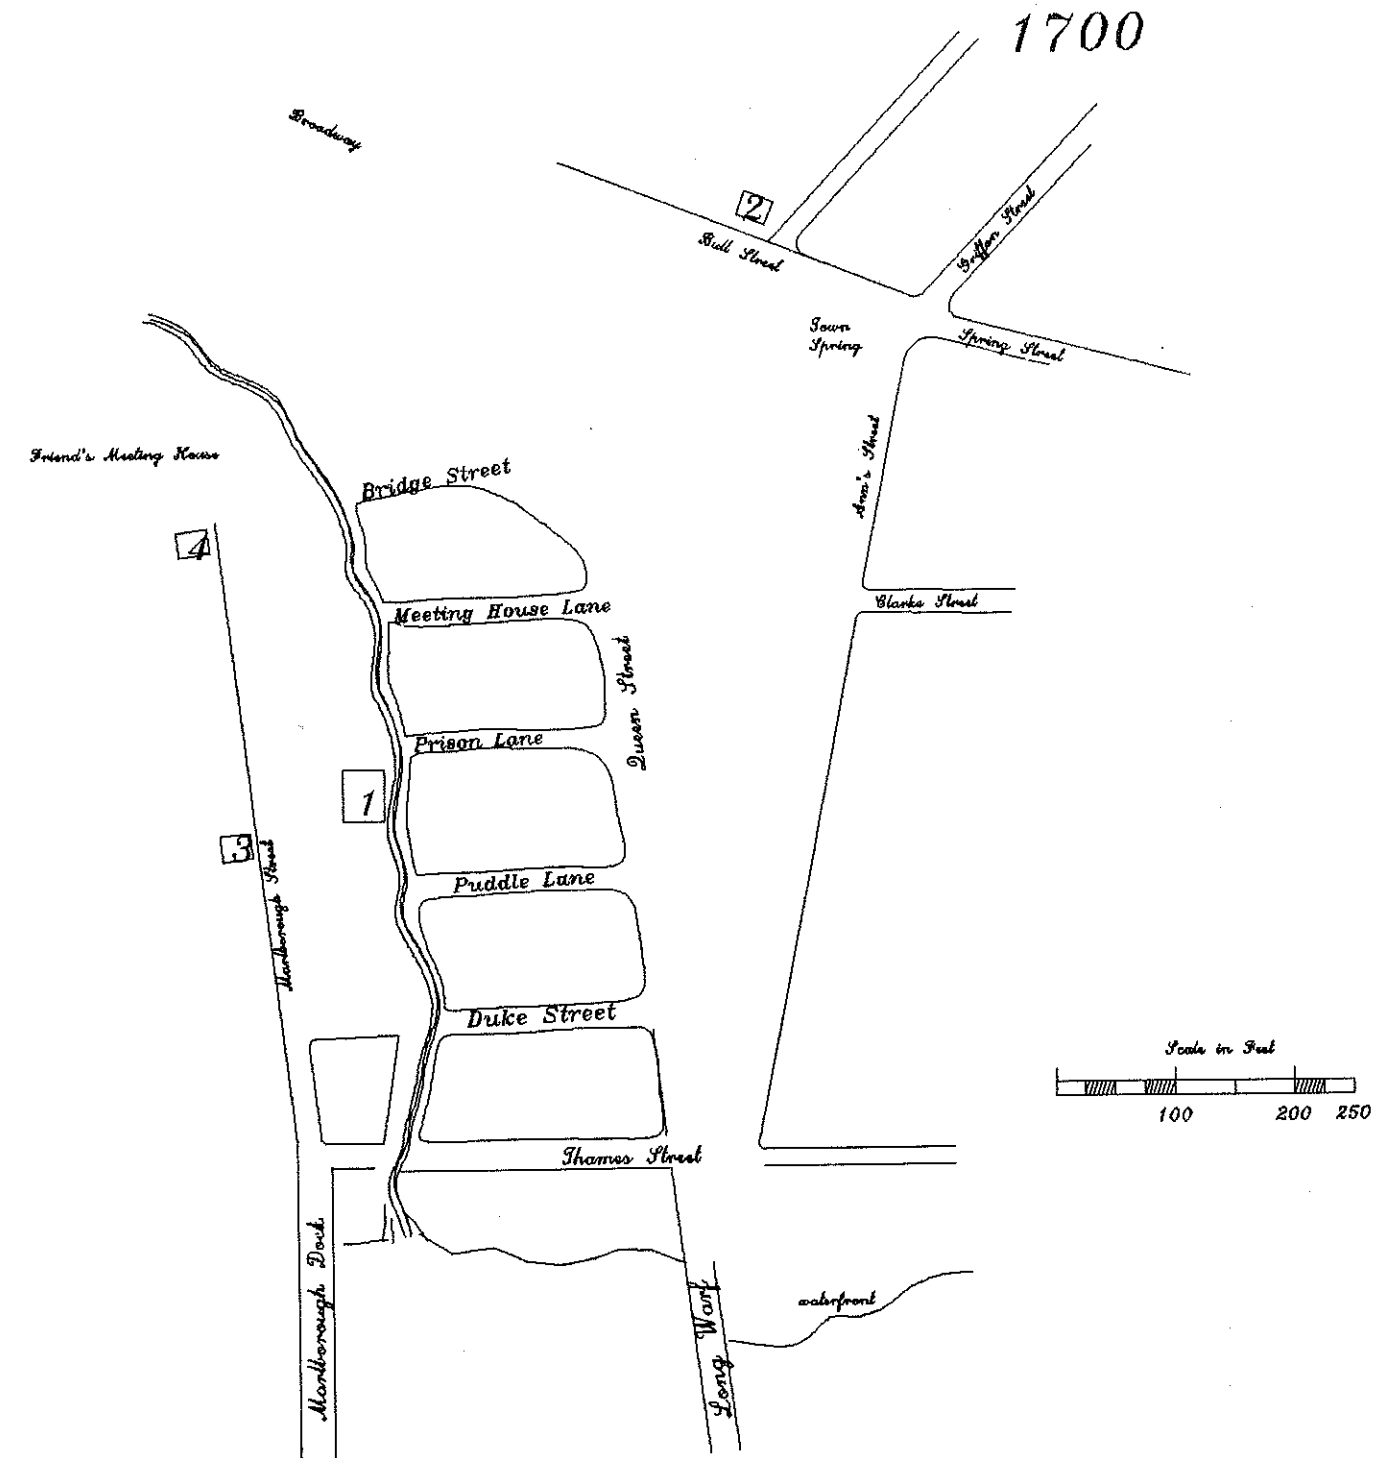 1700
Broadway
2
Bull Street
Griffon Street
Town
Spring
Spring Street
Ann's Street
Friend's Meeting House
Bridge Street
4
Clarke Street
Meeting House Lane
Queen Street
Prison Lane
1
3
Marlborough Street
Puddle Lane
Duke Street
Scale in Feet
100 200 250
Thames Street
Marlborough Dock
Long Warf
waterfront